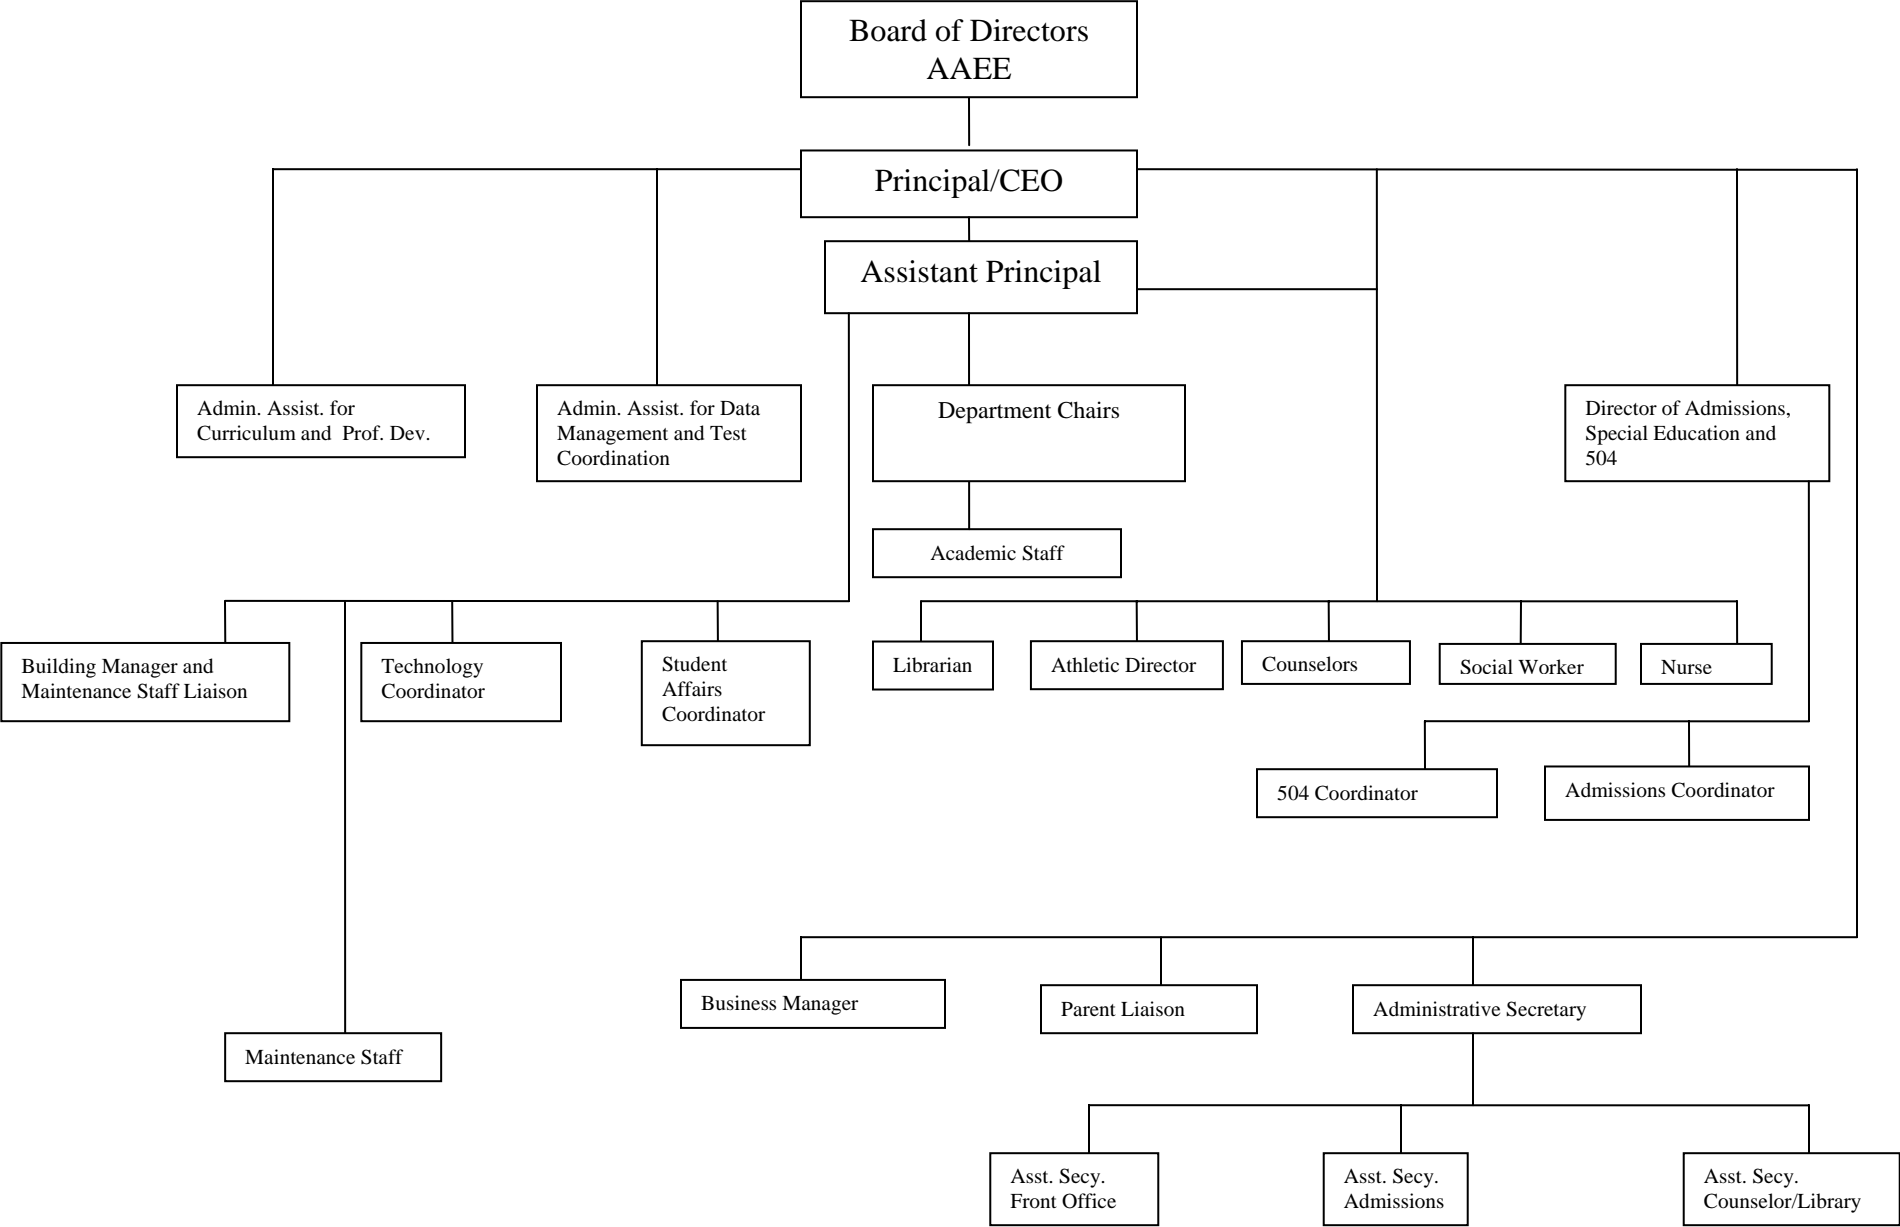 Board of Directors
AAEE
Principal/CEO
Assistant Principal
Admin. Assist. for
Curriculum and  Prof. Dev.
Admin. Assist. for Data
Management and Test
Coordination
Department Chairs
Director of Admissions,
Special Education and
504
Academic Staff
Building Manager and
Maintenance Staff Liaison
Technology
Coordinator
Student
Affairs
Coordinator
Librarian
Athletic Director
Counselors
Social Worker
Nurse
504 Coordinator
Admissions Coordinator
Business Manager
Parent Liaison
Administrative Secretary
Maintenance Staff
Asst. Secy.
Front Office
Asst. Secy.
Admissions
Asst. Secy.
Counselor/Library